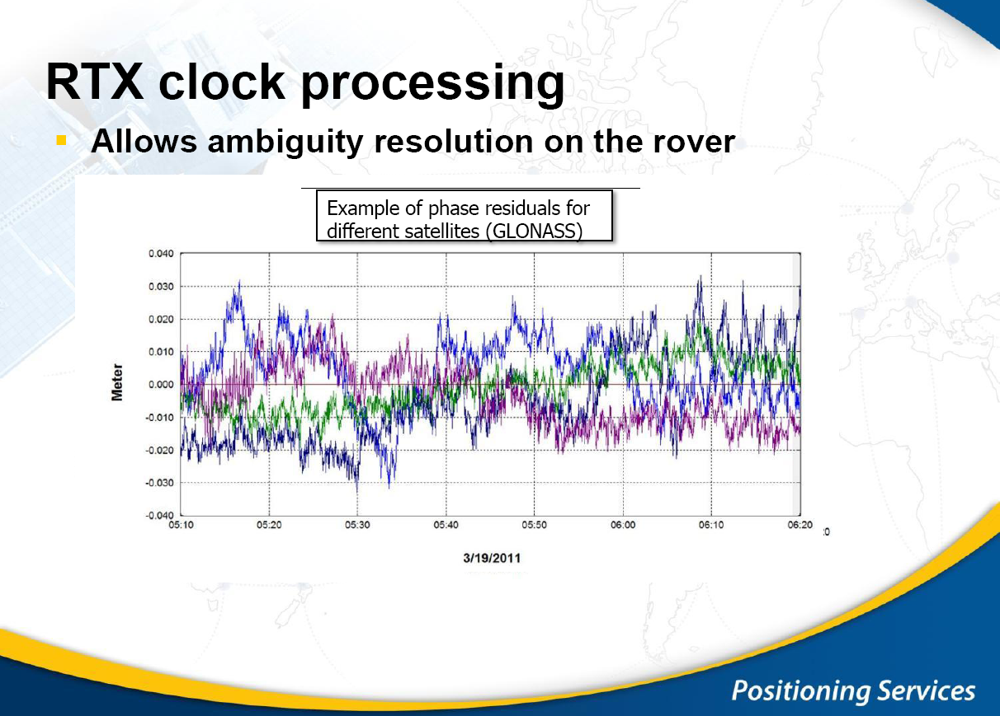 RTX clock processing
Allows ambiguity resolution on the rover
Example of phase residuals for
different satellites (GLONASS)
0.040
0.030
0.020
0.010
0.000
-0.010
-0.020
-0.030
-0.040
Meter
05:10 05:20 05:30 05:40 05:50 06:00 06:10 06:20
3/19/2011
Positioning Services